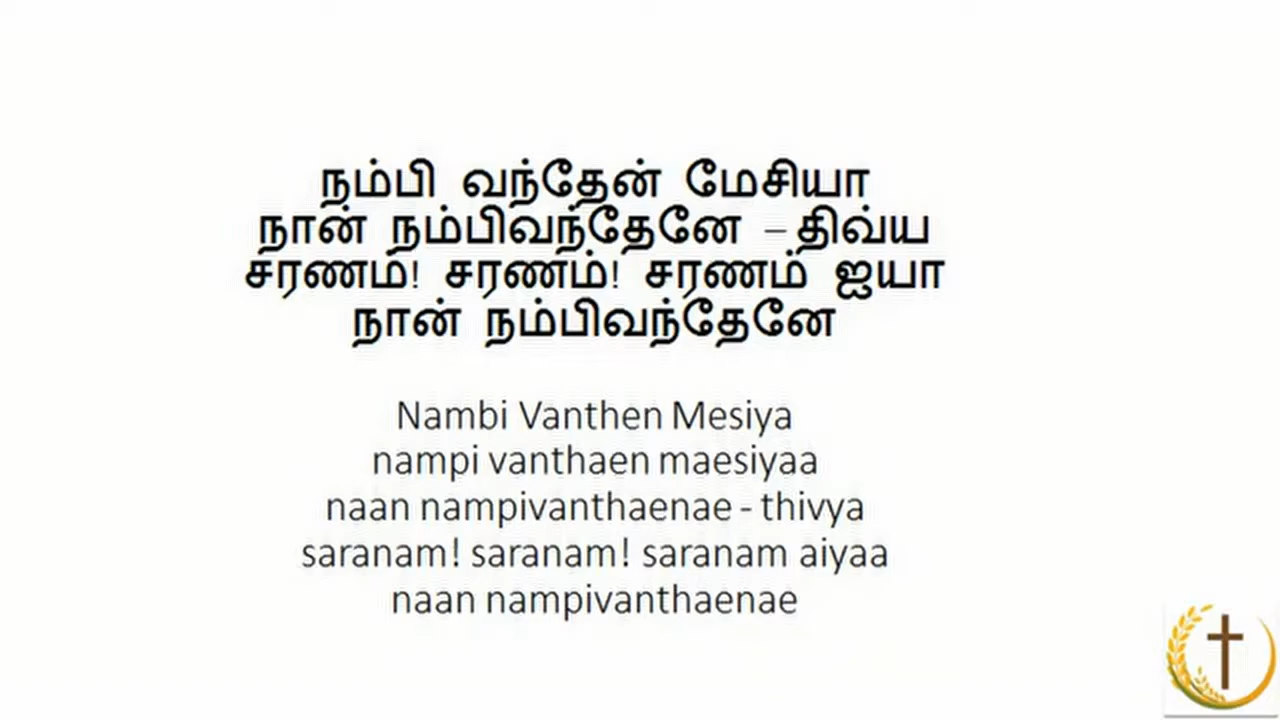 நம்பி வந்தேன் மேசியா
நான் நம்பிவந்தேனே – திவ்ய
சரணம்! சரணம்! சரணம் ஐயா
நான் நம்பிவந்தேனே
Nambi Vanthen Mesiya
nampi vanthaen maesiyaa
naan nampivanthaenae - thivya
saranam! saranam! saranam aiyaa
naan nampivanthaenae